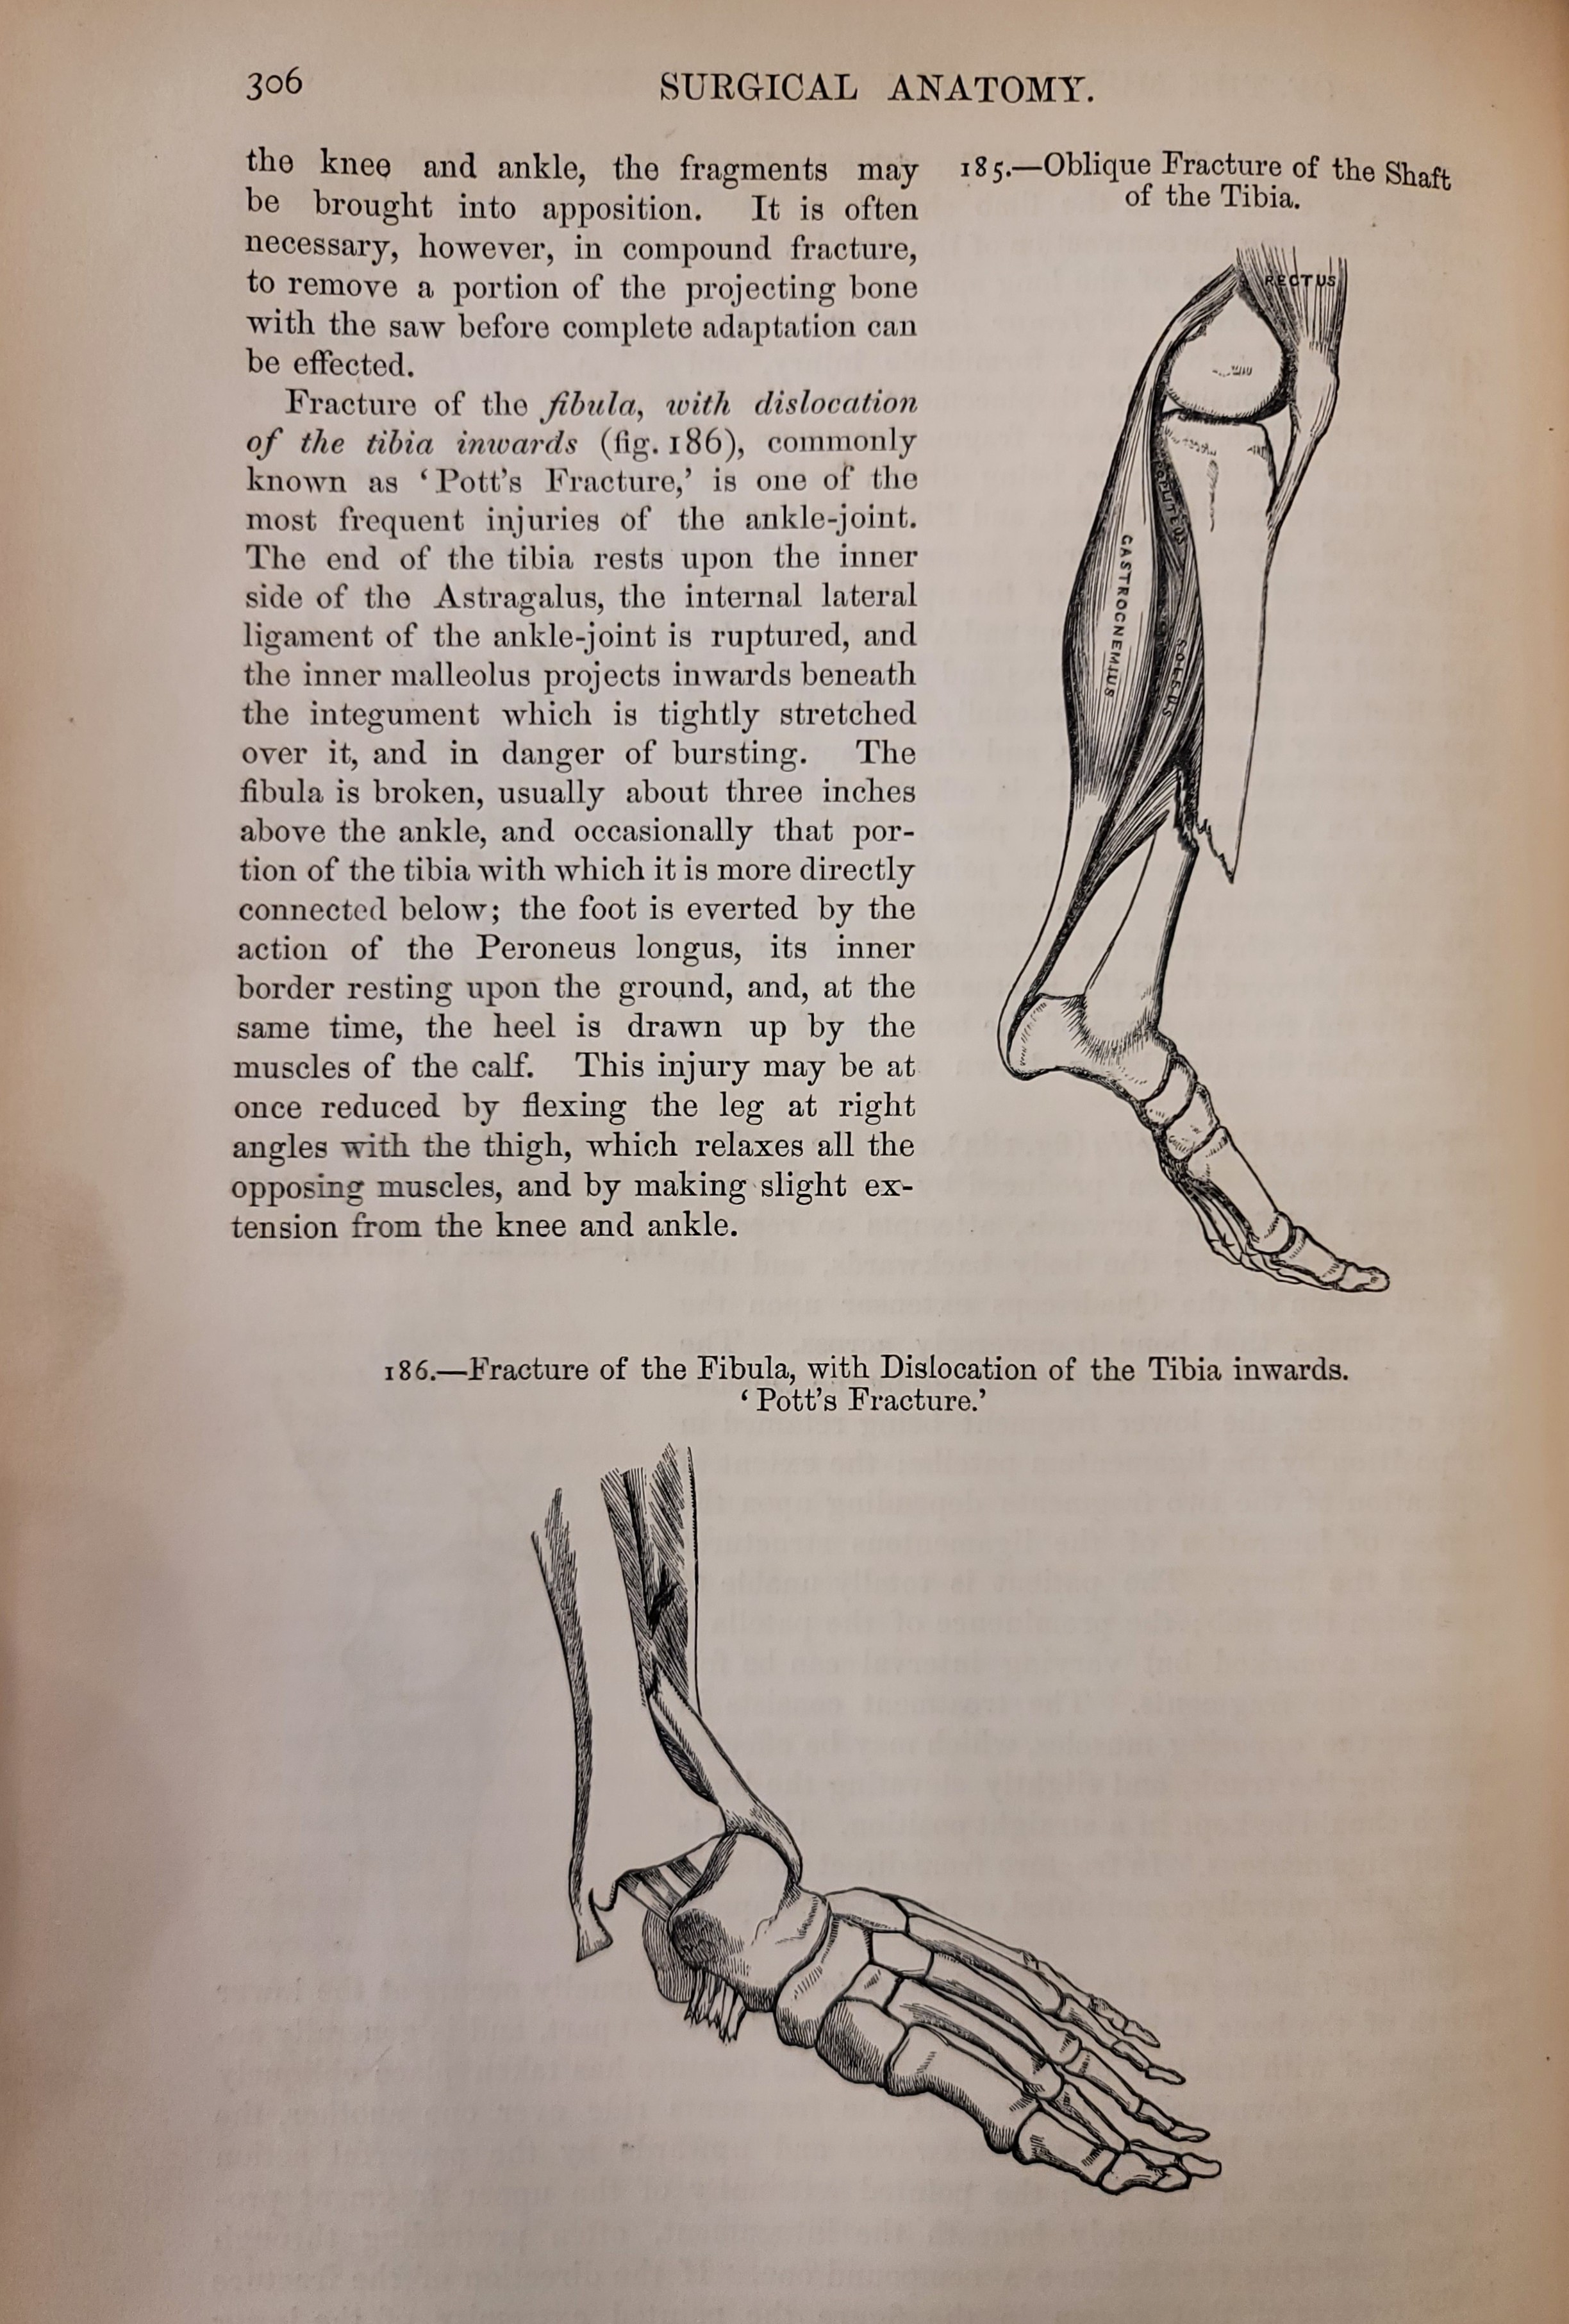 306
SURGICAL ANATOMY.
the knee and ankle, the fragments may
be brought into apposition. It is often
necessary, however, in compound fracture,
to remove a portion of the projecting bone
with the saw before complete adaptation can
be effected.
Fracture of the fibula, with dislocation
of the tibia inwards (fig. 186), commonly
known as ‘Pott’s Fracture,’ is one of the
most frequent injuries of the ankle-joint.
The end of the tibia rests upon the inner
side of the Astragalus, the internal lateral
ligament of the ankle-joint is ruptured, and
the inner malleolus projects inwards beneath
the integument which is tightly stretched
over it, and in danger of bursting. The
fibula is broken, usually about three inches
above the ankle, and occasionally that por-
tion of the tibia with which it is more directly
connected below; the foot is everted by the
action of the Peroneus longus, its inner
border resting upon the ground, and, at the
same time, the heel is drawn up by the
muscles of the calf. This injury may be at
once reduced by flexing the leg at right
angles with the thigh, which relaxes all the
opposing muscles, and by making slight ex-
tension from the knee and ankle.
185.—Oblique Fracture of the Shaft
of the Tibia.
RECTUS
POPLITEUS
GASTROCNEMIUS
SOLEUS
186.—Fracture of the Fibula, with Dislocation of the Tibia inwards.
‘Pott’s Fracture.’